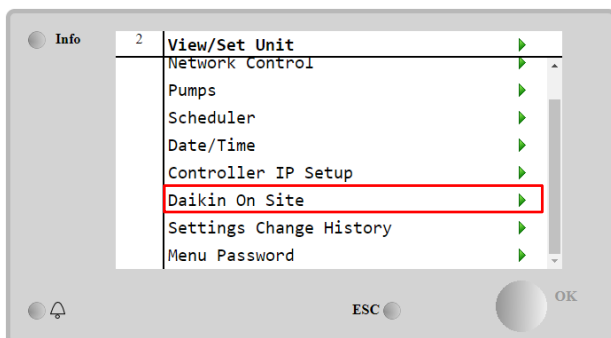 Info
2
View/Set Unit
Network Control
Pumps
Scheduler
Date/Time
Controller IP Setup
Daikin On Site
Settings Change History
Menu Password
ESC
OK